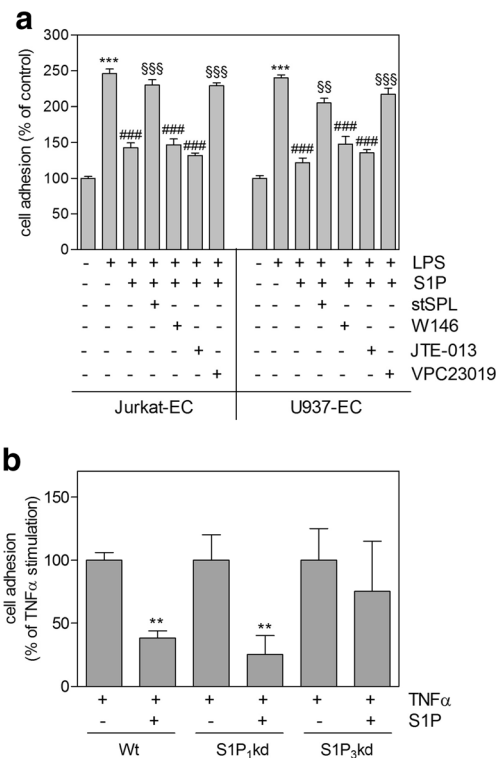 a
cell adhesion (% of control)
300
250
200
150
100
50
0
*** ### §§§ ### ### §§§ *** ### §§ ### ### §§§
- + + + + + + - + + + + + + LPS
- - + + + + + - - + + + + + S1P
- - - + - - - - - - + - - - stSPL
- - - - + - - - - - - + - - W146
- - - - - + - - - - - - + - JTE-013
- - - - - - + - - - - - - + VPC23019
Jurkat-EC U937-EC
b
cell adhesion
(% of TNFα stimulation)
150
100
50
0
** **
+ + + + + + TNFα
- + - + - + S1P
Wt S1P₁kd S1P₃kd